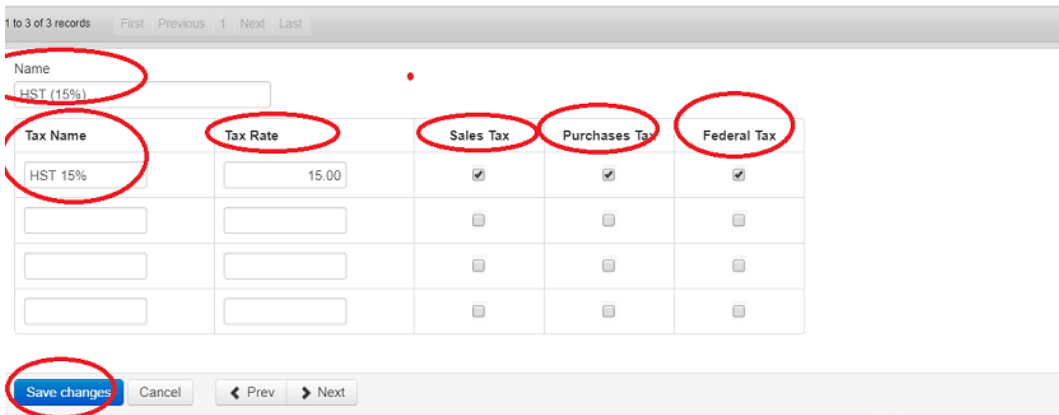 1 to 3 of 3 records First Previous 1 Next Last
Name
HST (15%)
Tax Name Tax Rate Sales Tax Purchases Tax Federal Tax
HST 15% 15.00
Save changes Cancel Prev Next